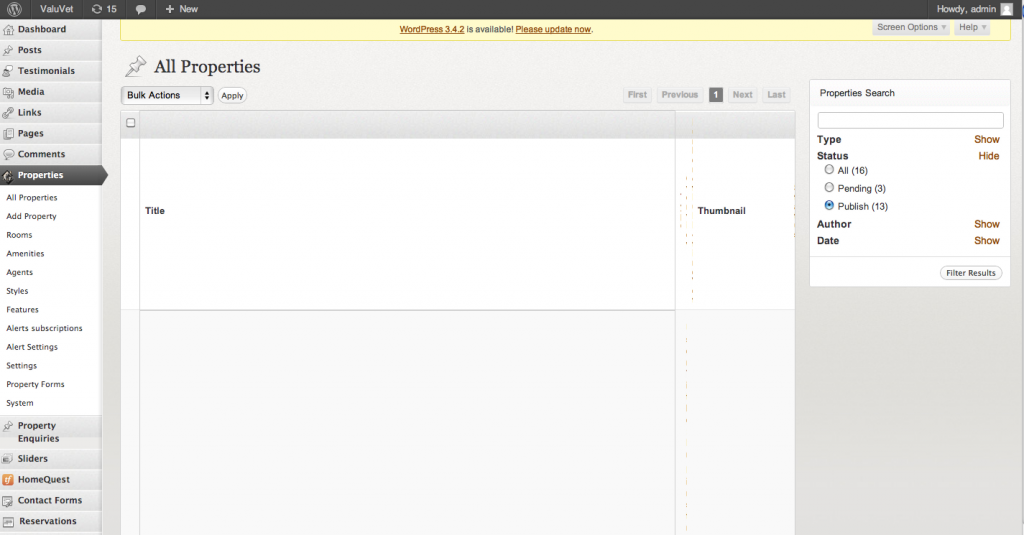 ValuVet 15 New Howdy, admin
WordPress 3.4.2 is available! Please update now.
Screen Options Help
Dashboard
Posts
Testimonials
Media
Links
Pages
Comments
Properties
All Properties
Add Property
Rooms
Amenities
Agents
Styles
Features
Alerts subscriptions
Alert Settings
Settings
Property Forms
System
Property
Enquiries
Sliders
HomeQuest
Contact Forms
Reservations
All Properties
Bulk Actions Apply
First Previous 1 Next Last
Title Thumbnail
Properties Search
Type Show
Status Hide
All (16)
Pending (3)
Publish (13)
Author Show
Date Show
Filter Results